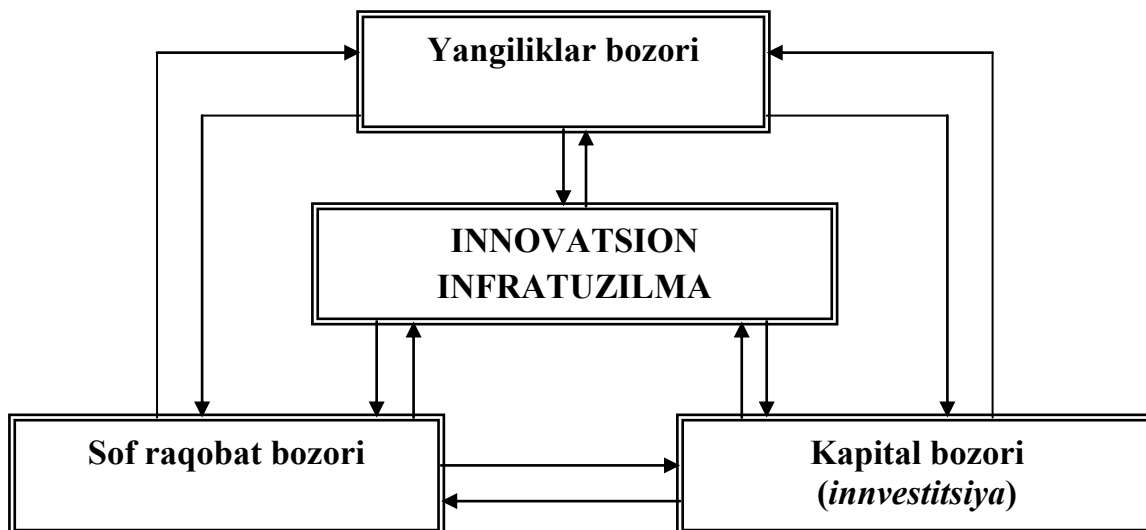 Yangiliklar bozori
INNOVATSION
INFRATUZILMA
Sof raqobat bozori
Kapital bozori
(innvestitsiya)